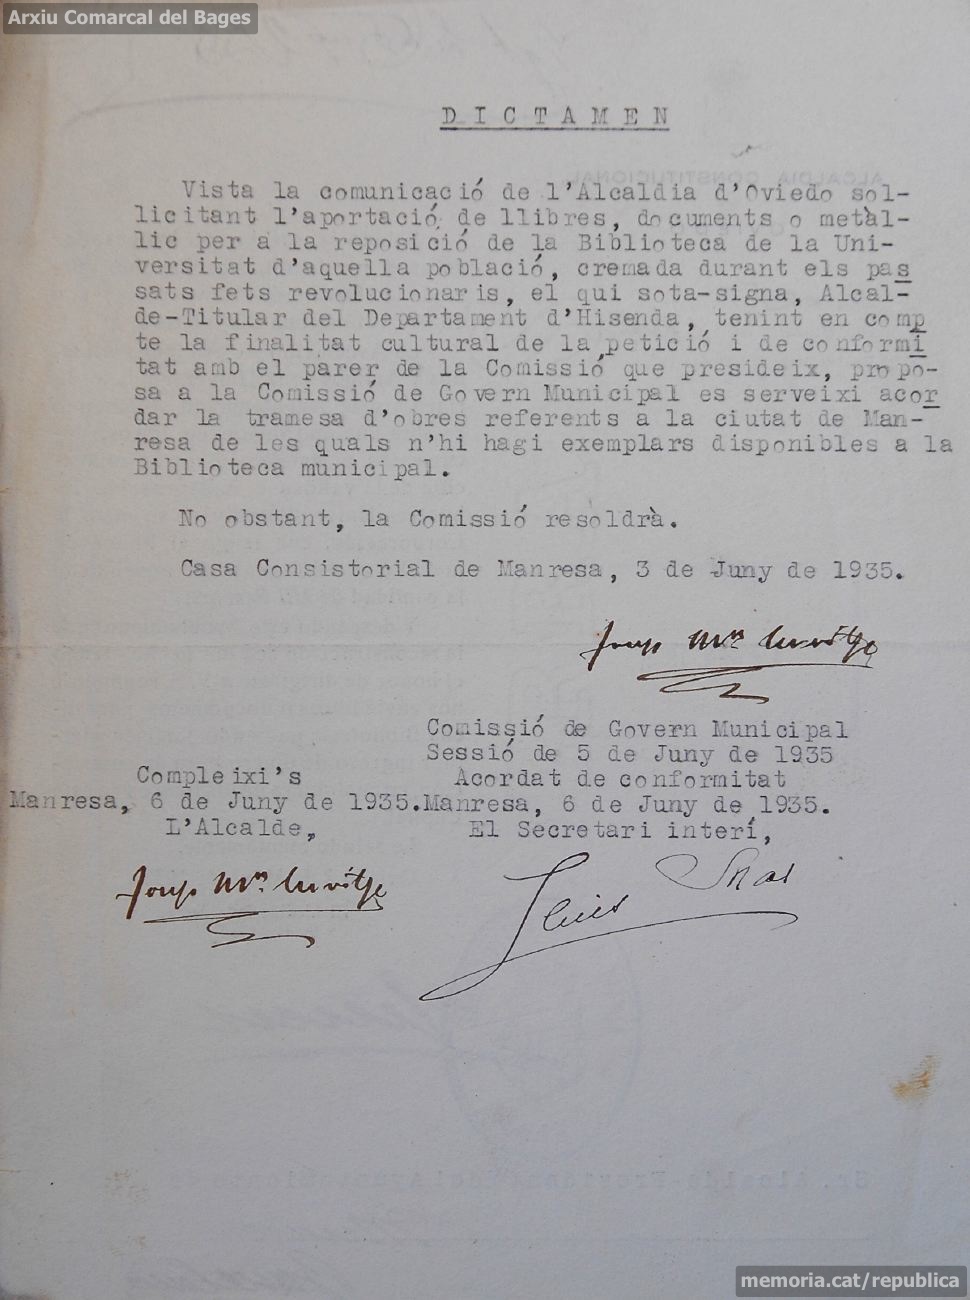 Arxiu Comarcal del Bages
DICTAMEN
Vista la comunicació de l'Alcaldia d'Oviedo sol-
licitant l'aportació de llibres, documents o metàl-
lic per a la reposició de la Biblioteca de la Uni-
versitat d'aquella població, cremada durant els pas
sats fets revolucionaris, el qui sota-signa, Alcal-
de-Titular del Departament d'Hisenda, tenint en comp
te la finalitat cultural de la petició i de conformi
tat amb el parer de la Comissió que presideix, propo-
sa a la Comissió de Govern Municipal es serveixi acor
dar la tramesa d'obres referents a la ciutat de Man-
resa de les quals n'hi hagi exemplars disponibles a la
Biblioteca municipal.
No obstant, la Comissió resoldrà.
Casa Consistorial de Manresa, 3 de Juny de 1935.
Josep Mª
Comissió de Govern Municipal
Sessió de 5 de Juny de 1935
Compleixi's
Acordat de conformitat
Manresa, 6 de Juny de 1935.
Manresa, 6 de Juny de 1935.
L'Alcalde,
El Secretari interí,
Josep Mª
Lluis
memoria.cat/republica